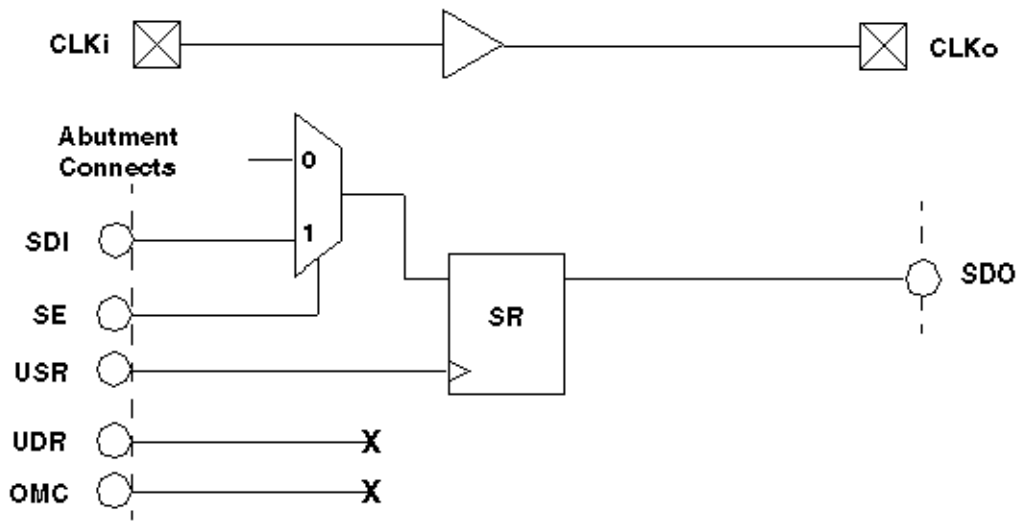 CLKi
CLKo
Abutment
Connects
0
SDI
1
SE
SR
SDO
USR
UDR
X
OMC
X